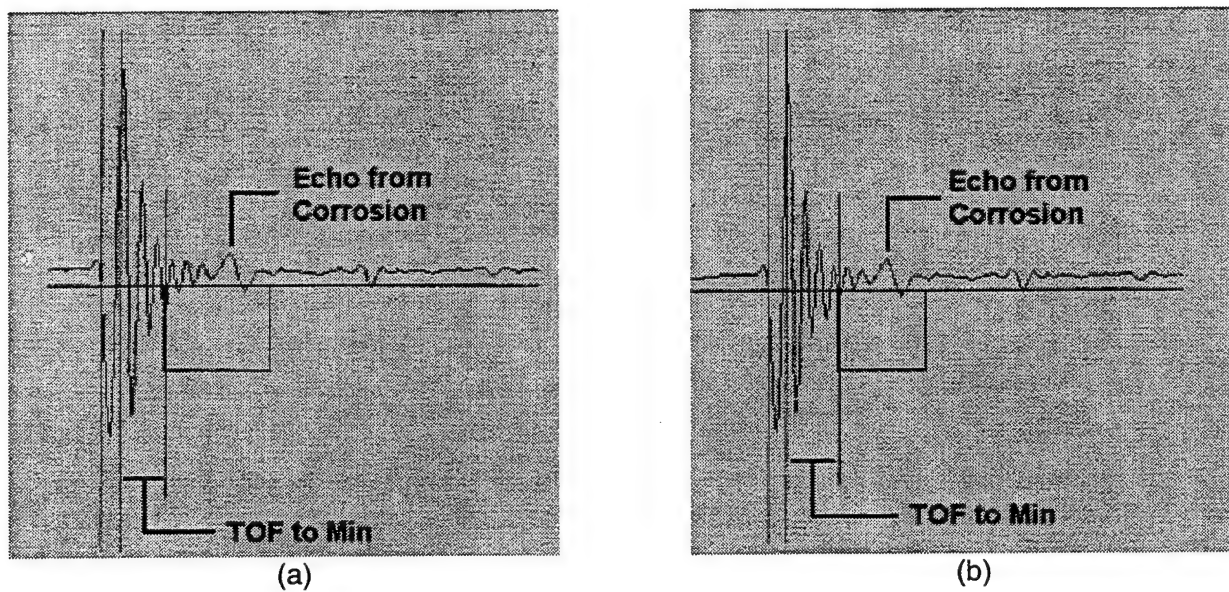 Echo from
Corrosion
TOF to Min
(a)
Echo from
Corrosion
TOF to Min
(b)